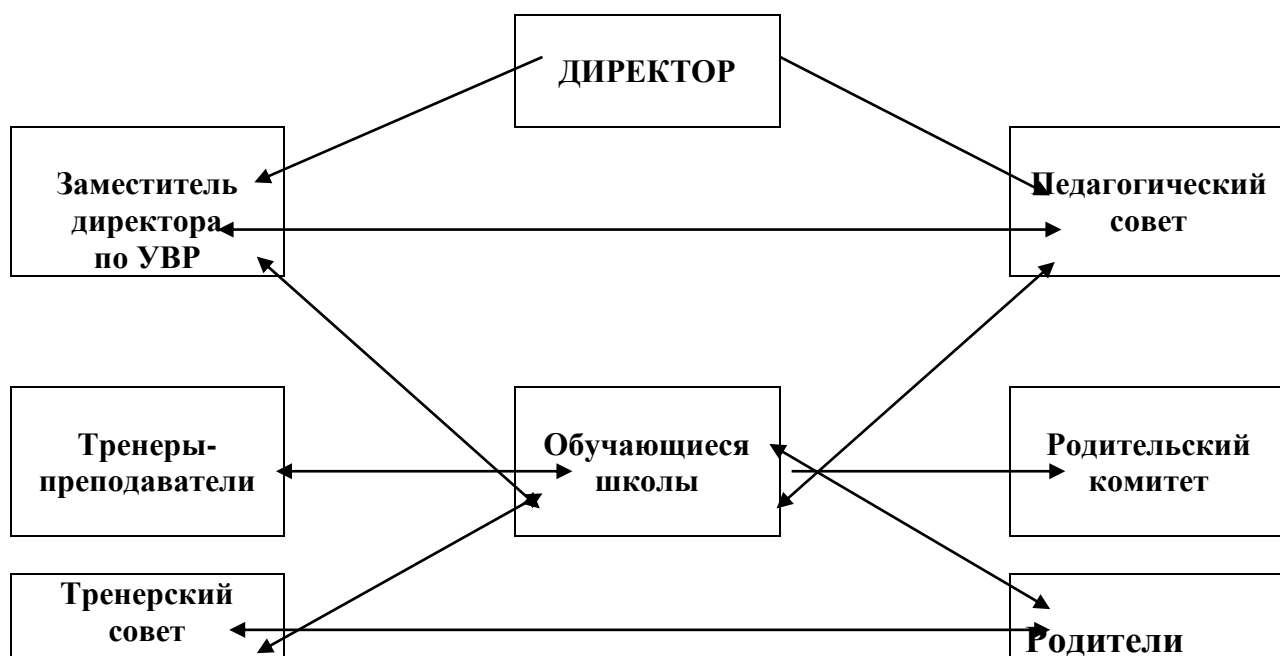 ДИРЕКТОР
Заместитель
директора
по УВР
Педагогический
совет
Тренеры-
преподаватели
Обучающиеся
школы
Родительский
комитет
Тренерский
совет
Родители